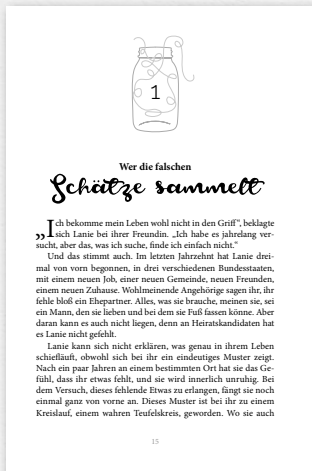 1
Wer die falschen
Schätze sammelt
„Ich bekomme mein Leben wohl nicht in den Griff“, beklagte
sich Lanie bei ihrer Freundin. „Ich habe es jahrelang ver-
sucht, aber das, was ich suche, finde ich einfach nicht.“
Und das stimmt auch. Im letzten Jahrzehnt hat Lanie drei-
mal von vorn begonnen, in drei verschiedenen Bundesstaaten,
mit einem neuen Job, einer neuen Gemeinde, neuen Freunden,
einem neuen Zuhause. Wohlmeinende Angehörige sagen ihr, ihr
fehle bloß ein Ehepartner. Alles, was sie brauche, meinen sie, sei
ein Mann, den sie lieben und bei dem sie Fuß fassen könne. Aber
daran kann es auch nicht liegen, denn an Heiratskandidaten hat
es Lanie nicht gefehlt.
Lanie kann sich nicht erklären, was genau in ihrem Leben
schiefläuft, obwohl sich bei ihr ein eindeutiges Muster zeigt.
Nach ein paar Jahren an einem bestimmten Ort hat sie das Ge-
fühl, dass ihr etwas fehlt, und sie wird innerlich unruhig. Bei
dem Versuch, dieses fehlende Etwas zu erlangen, fängt sie noch
einmal ganz von vorne an. Dieses Muster ist bei ihr zu einem
Kreislauf, einem wahren Teufelskreis, geworden. Wo sie auch
15